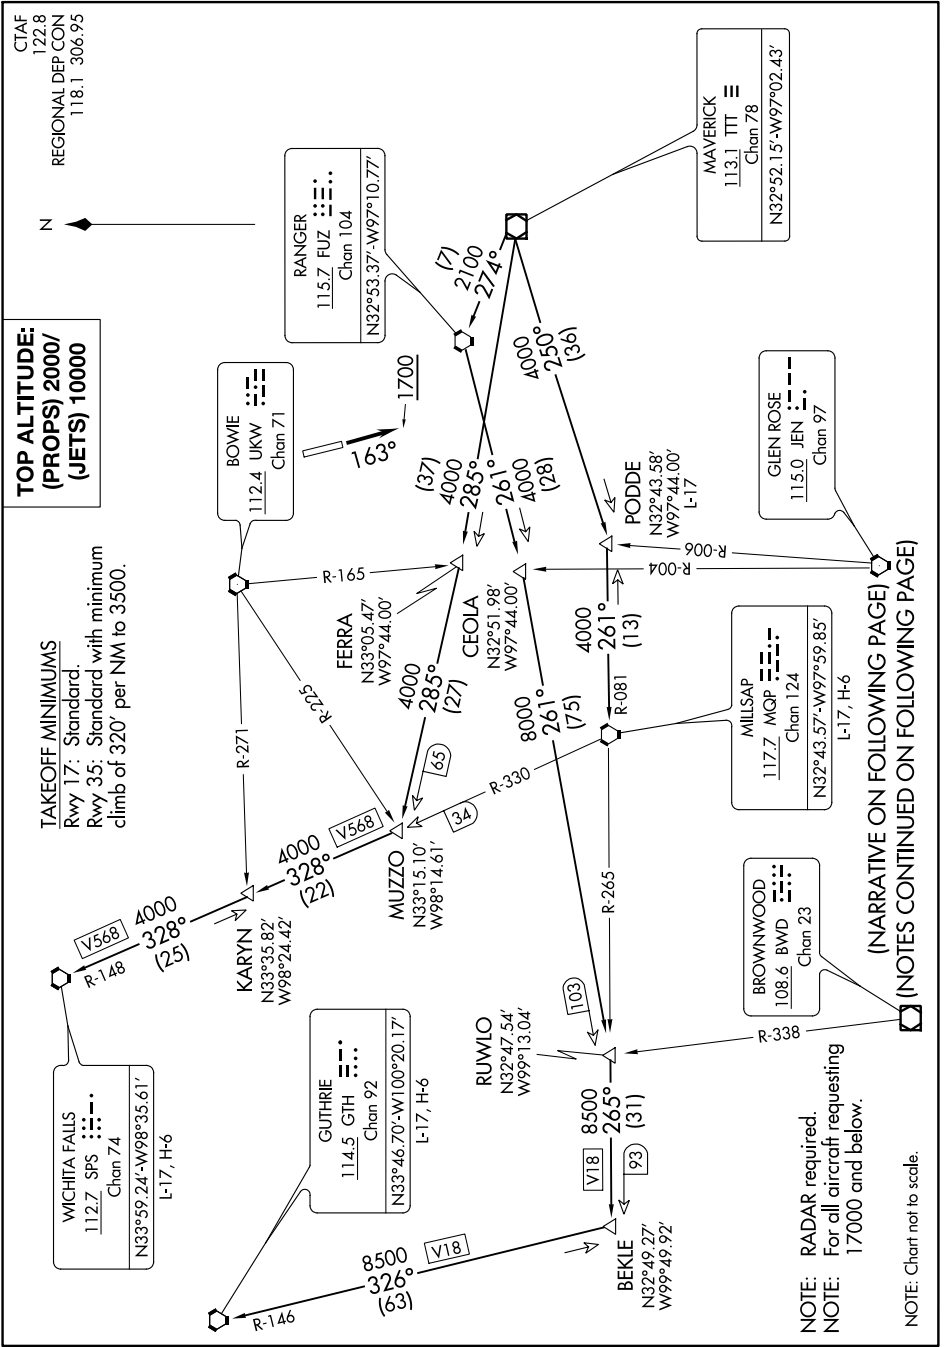 CTAF
122.8
REGIONAL DEP CON
118.1 306.95
N
TOP ALTITUDE:
(PROPS) 2000/
(JETS) 10000
TAKEOFF MINIMUMS
Rwy 17: Standard.
Rwy 35: Standard with minimum
climb of 320' per NM to 3500.
WICHITA FALLS
112.7 SPS
Chan 74
N33°59.24'-W98°35.61'
L-17, H-6
GUTHRIE
114.5 GTH
Chan 92
N33°46.70'-W100°20.17'
L-17, H-6
BOWIE
112.4 UKW
Chan 71
RANGER
115.7 FUZ
Chan 104
N32°53.37'-W97°10.77'
MAVERICK
113.1 TTT
Chan 78
N32°52.15'-W97°02.43'
GLEN ROSE
115.0 JEN
Chan 97
MILLSAP
117.7 MQP
Chan 124
N32°43.57'-W97°59.85'
L-17, H-6
BROWNWOOD
108.6 BWD
Chan 23
163°
1700
(7)
2100
274°
(37)
4000
285°
261°
4000
(28)
4000
250°
(36)
PODDE
N32°43.58'
W97°44.00'
L-17
FERRA
N33°05.47'
W97°44.00'
CEOLA
N32°51.98'
W97°44.00'
R-165
R-225
R-271
R-006
R-004
4000
261°
(13)
R-081
4000
285°
(27)
8000
261°
(75)
65
34
R-330
R-265
MUZZO
N33°15.10'
W98°14.61'
V568
4000
328°
(22)
KARYN
N33°35.82'
W98°24.42'
V568
4000
328°
(25)
R-148
RUWLO
N32°47.54'
W99°13.04'
103
R-338
8500
265°
(31)
V18
93
BEKLE
N32°49.27'
W99°49.92'
8500
326°
(63)
V18
R-146
(NARRATIVE ON FOLLOWING PAGE)
(NOTES CONTINUED ON FOLLOWING PAGE)
NOTE: RADAR required.
NOTE: For all aircraft requesting
17000 and below.
NOTE: Chart not to scale.